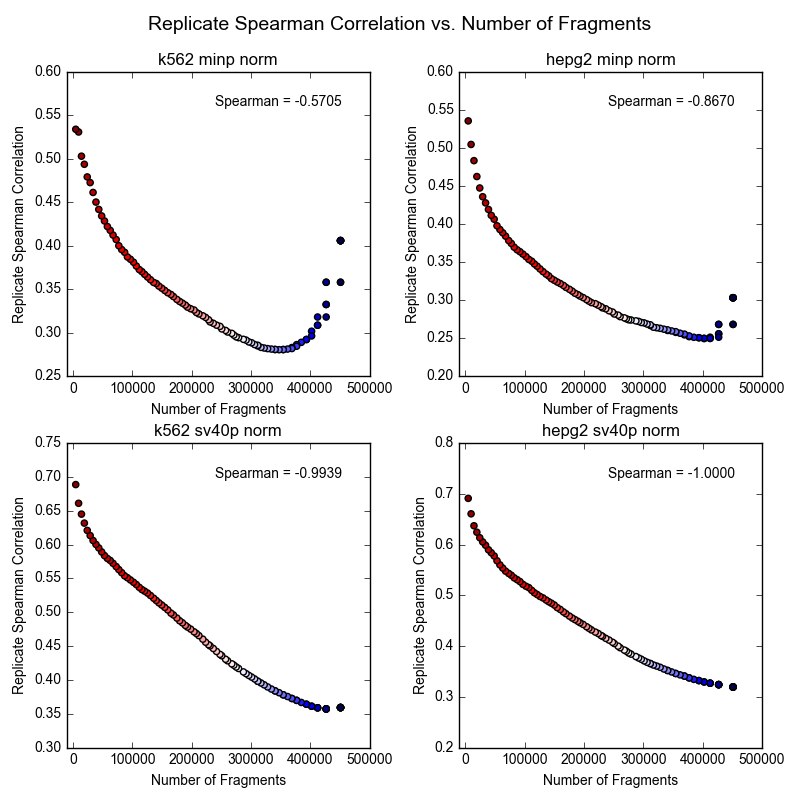 Replicate Spearman Correlation vs. Number of Fragments
k562 minp norm
Spearman = -0.5705
Replicate Spearman Correlation
0.60
0.55
0.50
0.45
0.40
0.35
0.30
0.25
0 100000 200000 300000 400000 500000
Number of Fragments
hepg2 minp norm
Spearman = -0.8670
Replicate Spearman Correlation
0.60
0.55
0.50
0.45
0.40
0.35
0.30
0.25
0.20
0 100000 200000 300000 400000 500000
Number of Fragments
k562 sv40p norm
Spearman = -0.9939
Replicate Spearman Correlation
0.75
0.70
0.65
0.60
0.55
0.50
0.45
0.40
0.35
0.30
0 100000 200000 300000 400000 500000
Number of Fragments
hepg2 sv40p norm
Spearman = -1.0000
Replicate Spearman Correlation
0.8
0.7
0.6
0.5
0.4
0.3
0.2
0 100000 200000 300000 400000 500000
Number of Fragments